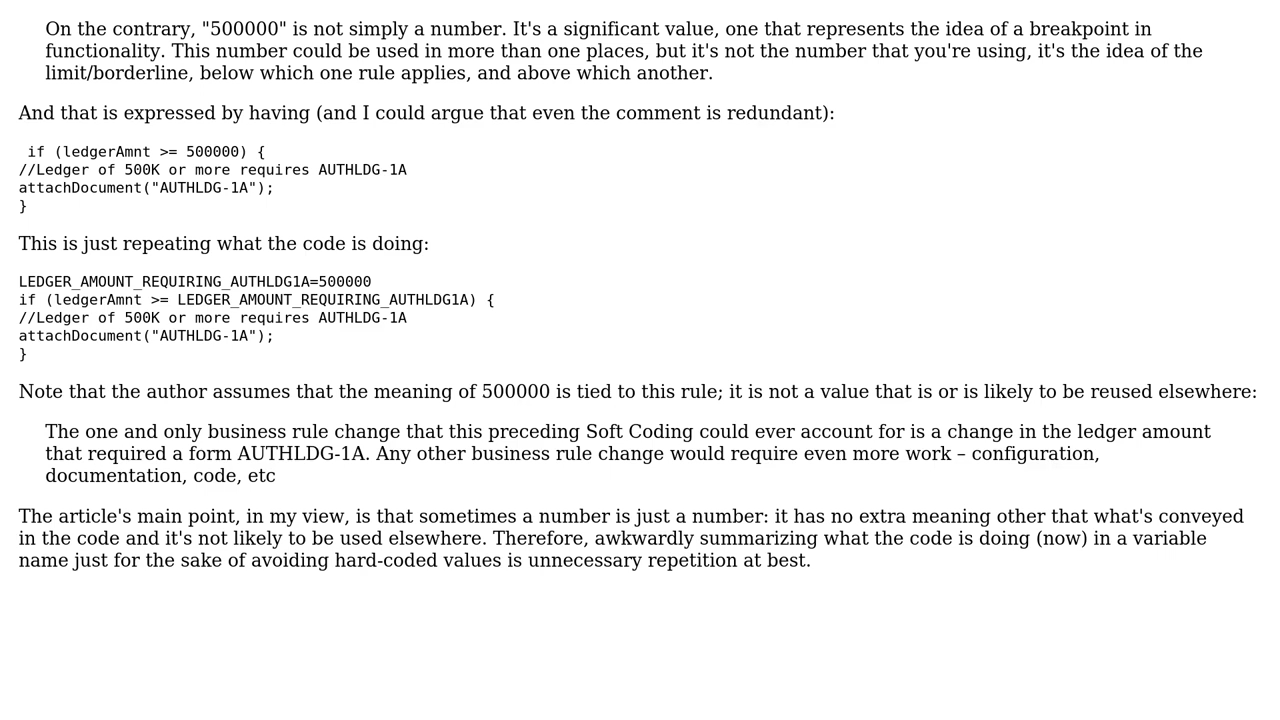 On the contrary, "500000" is not simply a number. It's a significant value, one that represents the idea of a breakpoint in
functionality. This number could be used in more than one places, but it's not the number that you're using, it's the idea of the
limit/borderline, below which one rule applies, and above which another.
And that is expressed by having (and I could argue that even the comment is redundant):
if (ledgerAmnt >= 500000) {
//Ledger of 500K or more requires AUTHLDG-1A
attachDocument("AUTHLDG-1A");
}
This is just repeating what the code is doing:
LEDGER_AMOUNT_REQUIRING_AUTHLDG1A=500000
if (ledgerAmnt >= LEDGER_AMOUNT_REQUIRING_AUTHLDG1A) {
//Ledger of 500K or more requires AUTHLDG-1A
attachDocument("AUTHLDG-1A");
}
Note that the author assumes that the meaning of 500000 is tied to this rule; it is not a value that is or is likely to be reused elsewhere:
The one and only business rule change that this preceding Soft Coding could ever account for is a change in the ledger amount
that required a form AUTHLDG-1A. Any other business rule change would require even more work – configuration,
documentation, code, etc
The article's main point, in my view, is that sometimes a number is just a number: it has no extra meaning other that what's conveyed
in the code and it's not likely to be used elsewhere. Therefore, awkwardly summarizing what the code is doing (now) in a variable
name just for the sake of avoiding hard-coded values is unnecessary repetition at best.